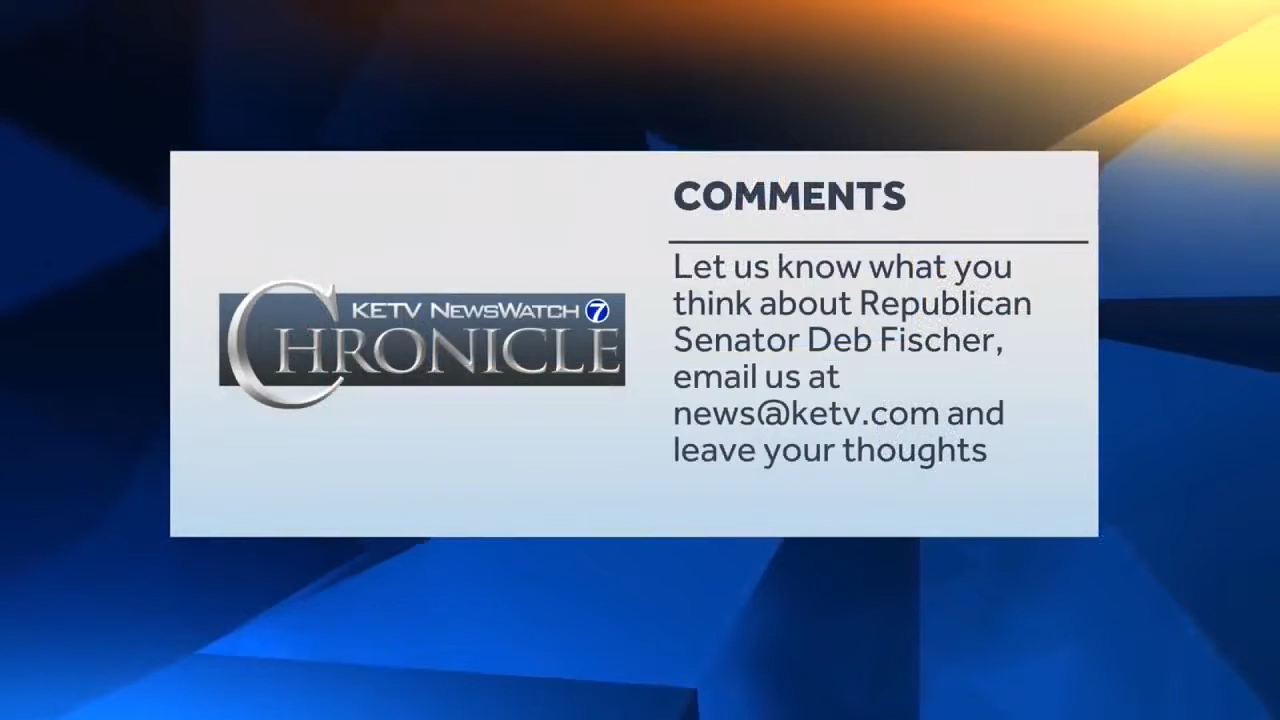 COMMENTS
Let us know what you
think about Republican
Senator Deb Fischer,
email us at
news@ketv.com and
leave your thoughts
KETV NEWSWATCH 7
CHRONICLE